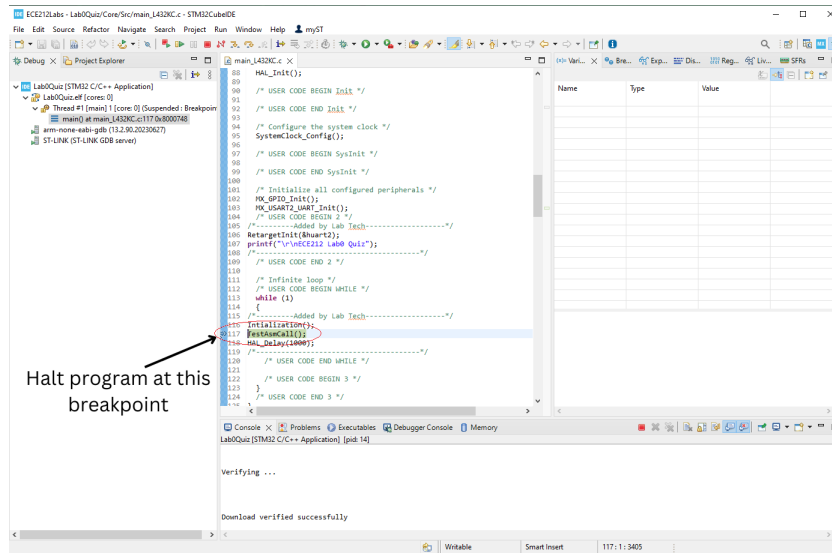 IDE ECE212Labs - Lab0Quiz/Core/Src/main_L432KC.c - STM32CubeIDE
File Edit Source Refactor Navigate Search Project Run Window Help myST
Debug Project Explorer
Lab0Quiz [STM32 C/C++ Application]
Lab0Quiz.elf [cores: 0]
Thread #1 [main] 1 [core: 0] (Suspended : Breakpoin
main() at main_L432KC.c:117 0x8000748
arm-none-eabi-gdb (13.2.90.20230627)
ST-LINK (ST-LINK GDB server)
main_L432KC.c
88 HAL_Init();
89
90 /* USER CODE BEGIN Init */
91
92 /* USER CODE END Init */
93
94 /* Configure the system clock */
95 SystemClock_Config();
96
97 /* USER CODE BEGIN SysInit */
98
99 /* USER CODE END SysInit */
100
101 /* Initialize all configured peripherals */
102 MX_GPIO_Init();
103 MX_USART2_UART_Init();
104 /* USER CODE BEGIN 2 */
105 /*---------Added by Lab Tech------------------*/
106 RetargetInit(&huart2);
107 printf("\r\nECE212 Lab0 Quiz");
108 /*--------------------------------------*/
109 /* USER CODE END 2 */
110
111 /* Infinite loop */
112 /* USER CODE BEGIN WHILE */
113 while (1)
114 {
115 /*---------Added by Lab Tech------------------*/
116 Intialization();
117 TestAsmCall();
118 HAL_Delay(1000);
119 /*--------------------------------------*/
120 /* USER CODE END WHILE */
121
122 /* USER CODE BEGIN 3 */
123 }
124 /* USER CODE END 3 */
Halt program at this
breakpoint
(x)= Vari... Bre... Exp... Dis... Reg... Liv... SFRs
Name Type Value
Console Problems Executables Debugger Console Memory
Lab0Quiz [STM32 C/C++ Application] [pid: 14]
Verifying ...
Download verified successfully
Writable Smart Insert 117 : 1 : 3405